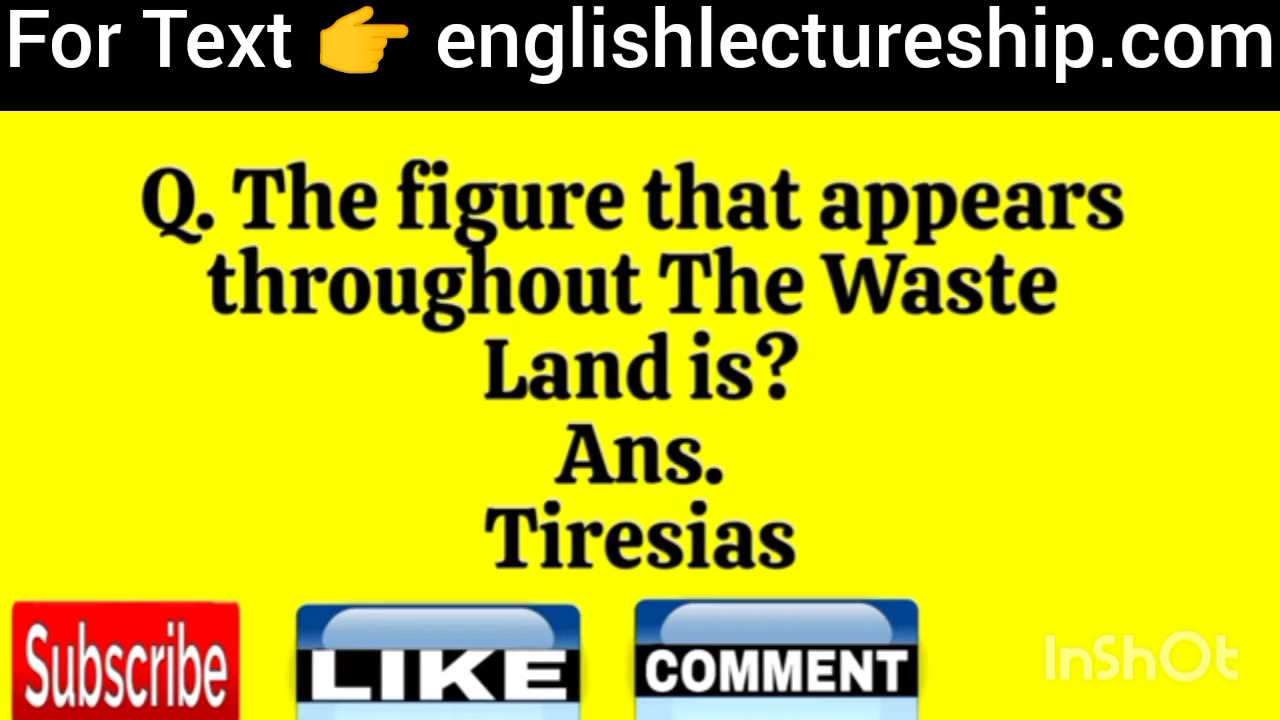 For Text 👉 englishlectureship.com
Q. The figure that appears
throughout The Waste
Land is?
Ans.
Tiresias
Subscribe
LIKE
COMMENT
InShOt